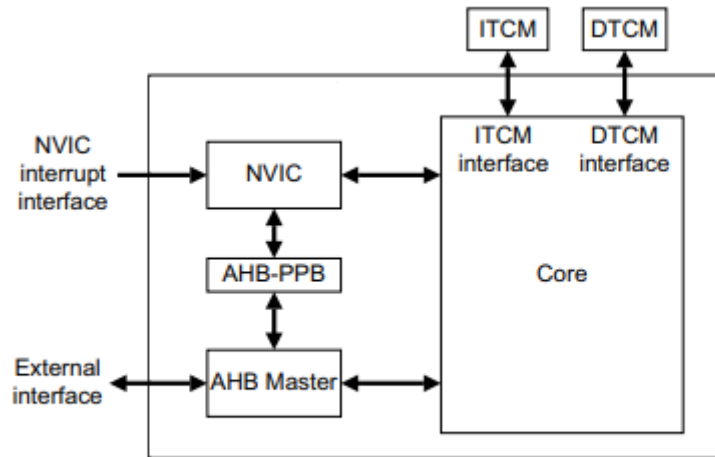 ITCM
DTCM
NVIC
interrupt
interface
NVIC
ITCM
interface
DTCM
interface
AHB-PPB
Core
External
interface
AHB Master